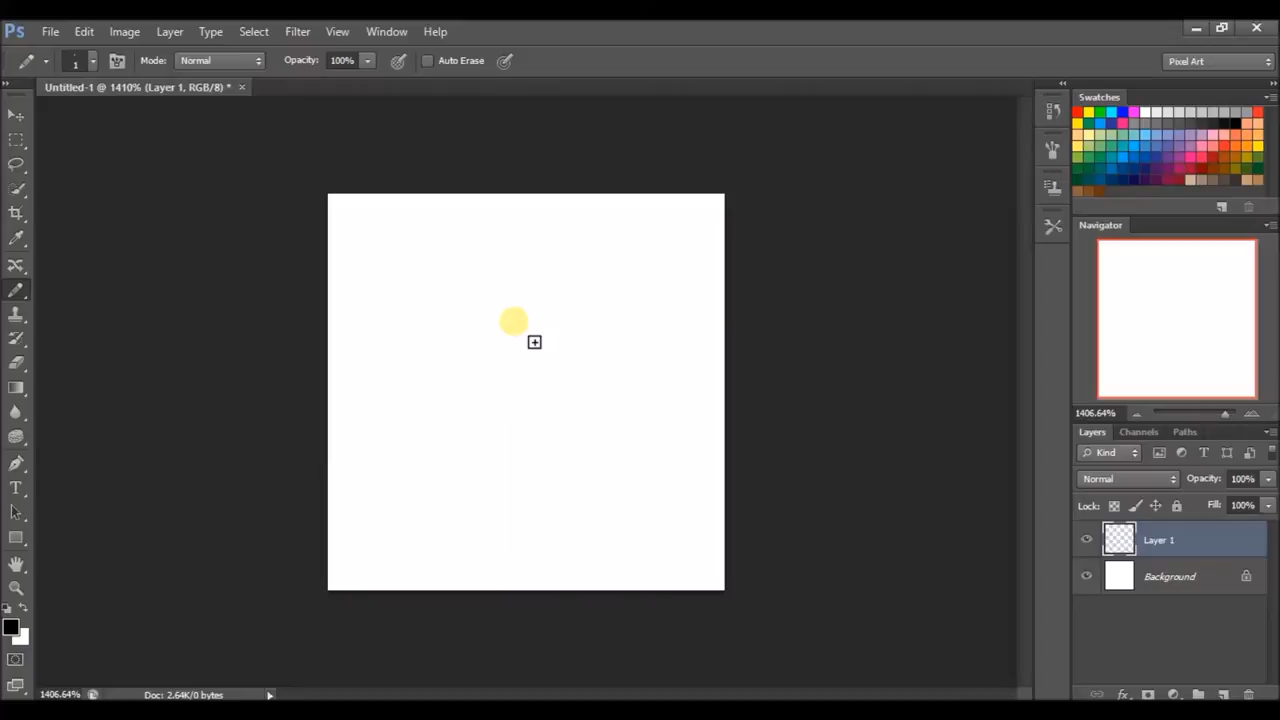 Ps File Edit Image Layer Type Select Filter View Window Help
1 Mode: Normal Opacity: 100% Auto Erase Pixel Art
Untitled-1 @ 1410% (Layer 1, RGB/8) *
Swatches
Navigator
1406.64%
Layers Channels Paths
Kind T
Normal Opacity: 100%
Lock: Fill: 100%
Layer 1
Background
T
fx
1406.64% Doc: 2.64K/0 bytes